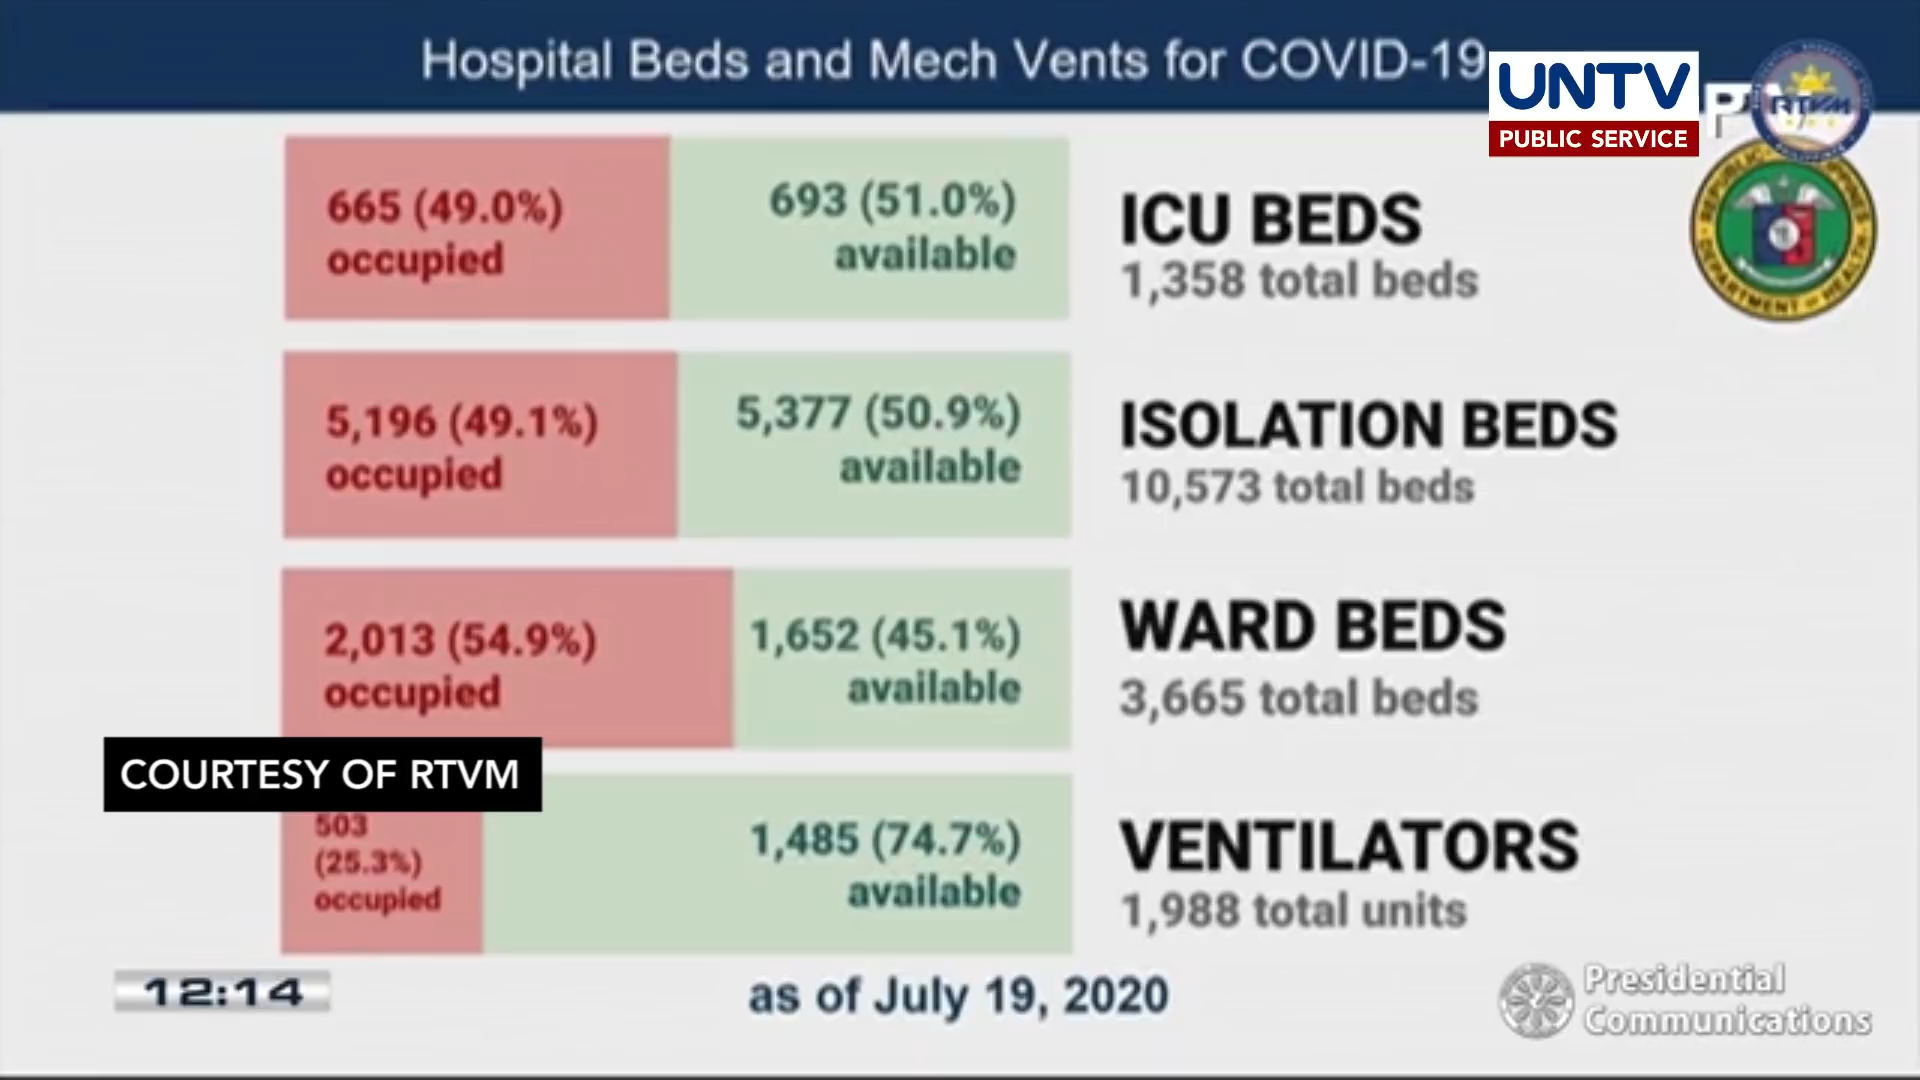 Hospital Beds and Mech Vents for COVID-19
UNTV
PUBLIC SERVICE
RTVM
665 (49.0%)
occupied
693 (51.0%)
available
ICU BEDS
1,358 total beds
DEPARTMENT OF HEALTH
5,196 (49.1%)
occupied
5,377 (50.9%)
available
ISOLATION BEDS
10,573 total beds
2,013 (54.9%)
occupied
1,652 (45.1%)
available
WARD BEDS
3,665 total beds
COURTESY OF RTVM
503
(25.3%)
occupied
1,485 (74.7%)
available
VENTILATORS
1,988 total units
12:14
as of July 19, 2020
Presidential
Communications